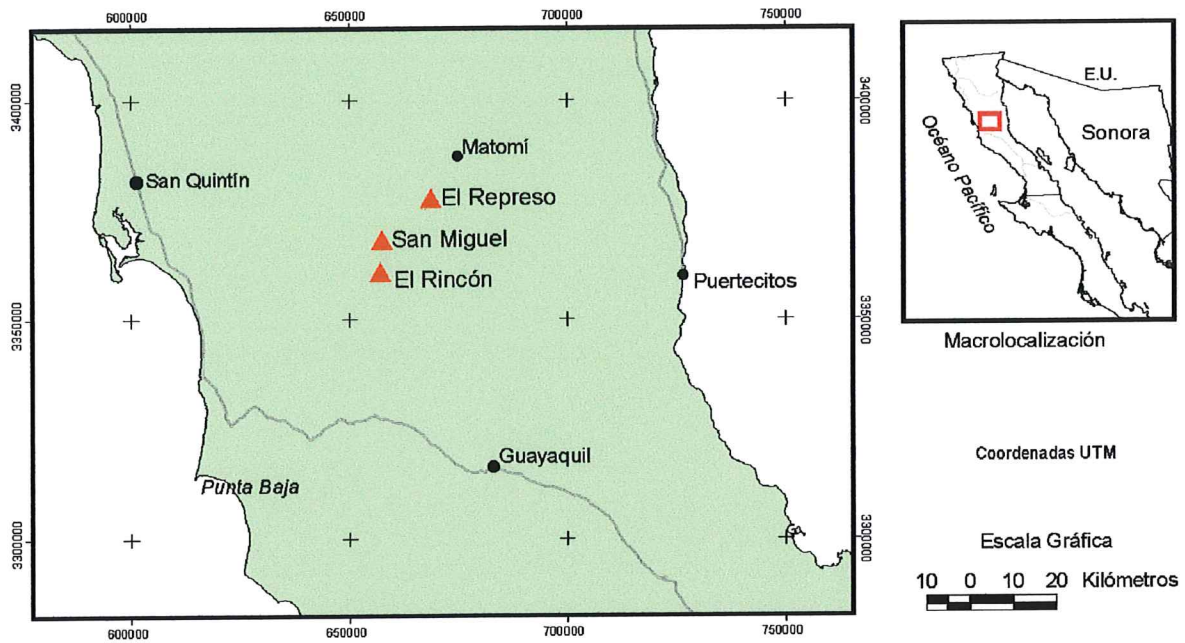 600000
650000
700000
750000
3400000
3400000
Matomí
San Quintín
El Represo
San Miguel
El Rincón
Puertecitos
3350000
3350000
Guayaquil
Punta Baja
3300000
3300000
600000
650000
700000
750000
E.U.
Sonora
Océano Pacífico
Macrolocalización
Coordenadas UTM
Escala Gráfica
10 0 10 20 Kilómetros